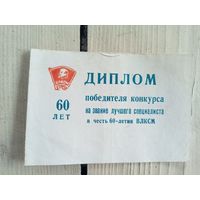 ДИПЛОМ
победителя конкурса
на звание лучшего специалиста
в честь 60-летия ВЛКСМ
60
ЛЕТ